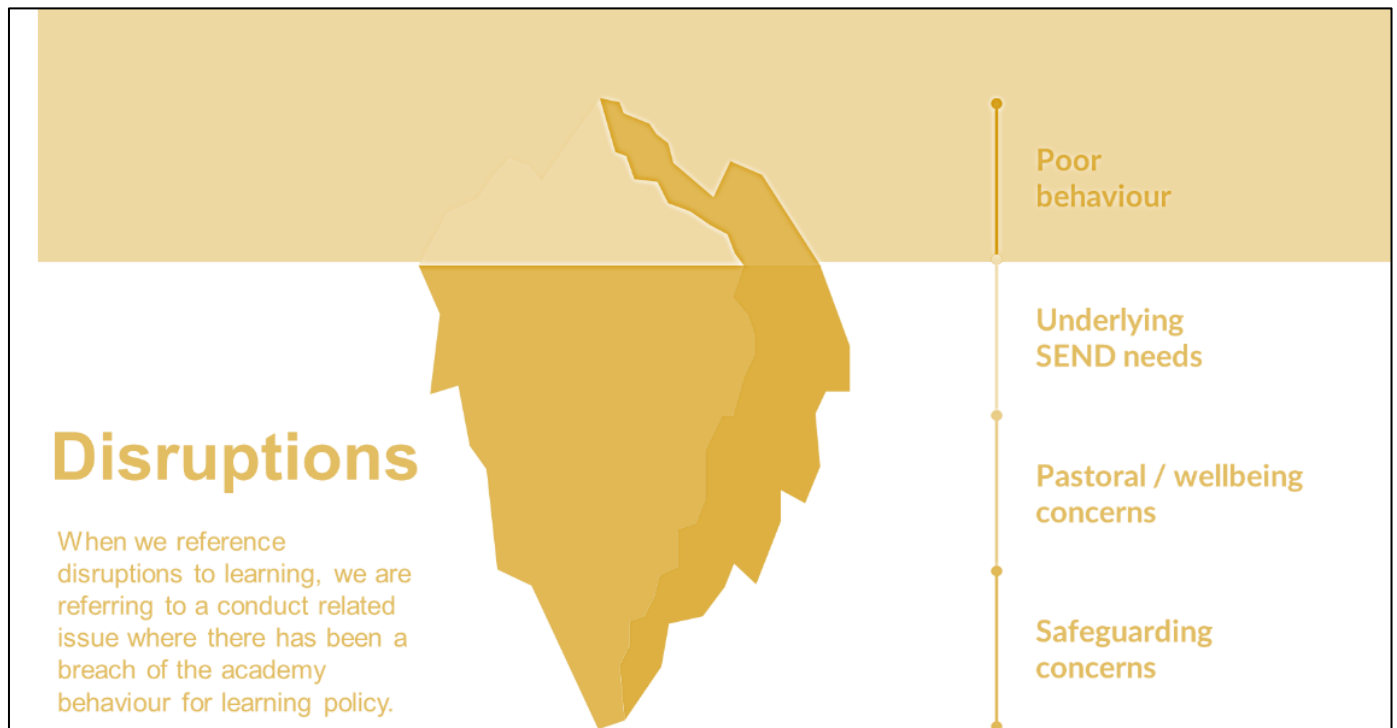 Poor
behaviour
Underlying
SEND needs
Pastoral / wellbeing
concerns
Safeguarding
concerns
Disruptions
When we reference
disruptions to learning, we are
referring to a conduct related
issue where there has been a
breach of the academy
behaviour for learning policy.